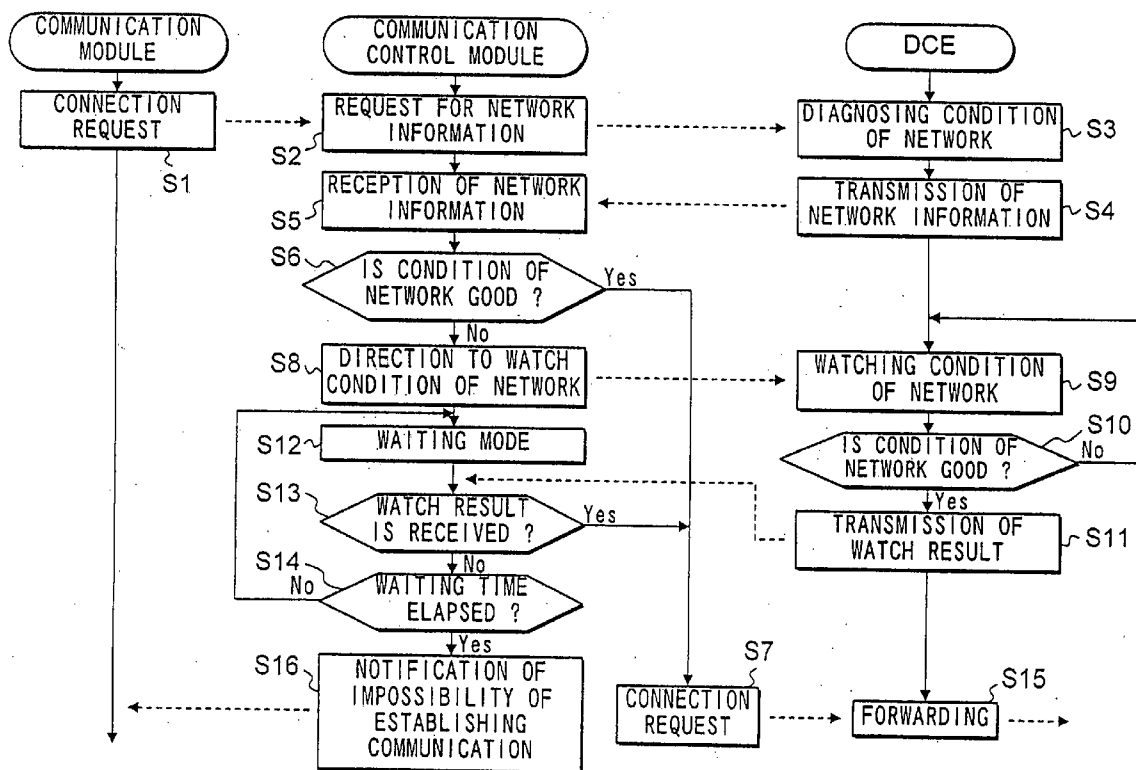 COMMUNICATION
MODULE
COMMUNICATION
CONTROL MODULE
DCE
CONNECTION
REQUEST
S1
REQUEST FOR NETWORK
INFORMATION
S2
DIAGNOSING CONDITION
OF NETWORK
S3
RECEPTION OF NETWORK
INFORMATION
S5
TRANSMISSION OF
NETWORK INFORMATION
S4
S6
IS CONDITION OF
NETWORK GOOD ?
Yes
No
S8
DIRECTION TO WATCH
CONDITION OF NETWORK
WATCHING CONDITION
OF NETWORK
S9
S12
WAITING MODE
S10
IS CONDITION OF
NETWORK GOOD ?
No
Yes
S13
WATCH RESULT
IS RECEIVED ?
Yes
No
TRANSMISSION OF
WATCH RESULT
S11
S14
No
WAITING TIME
ELAPSED ?
Yes
S16
NOTIFICATION OF
IMPOSSIBILITY OF
ESTABLISHING
COMMUNICATION
S7
CONNECTION
REQUEST
S15
FORWARDING